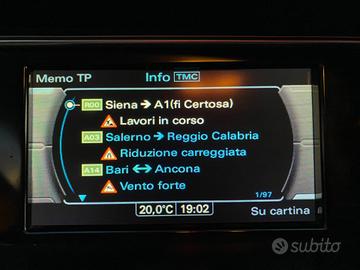 Memo TP Info TMC
R00 Siena → A1(fi Certosa)
Lavori in corso
A03 Salerno → Reggio Calabria
Riduzione carreggiata
A14 Bari ↔ Ancona
Vento forte
1/97
20,0°C 19:02 Su cartina
subito